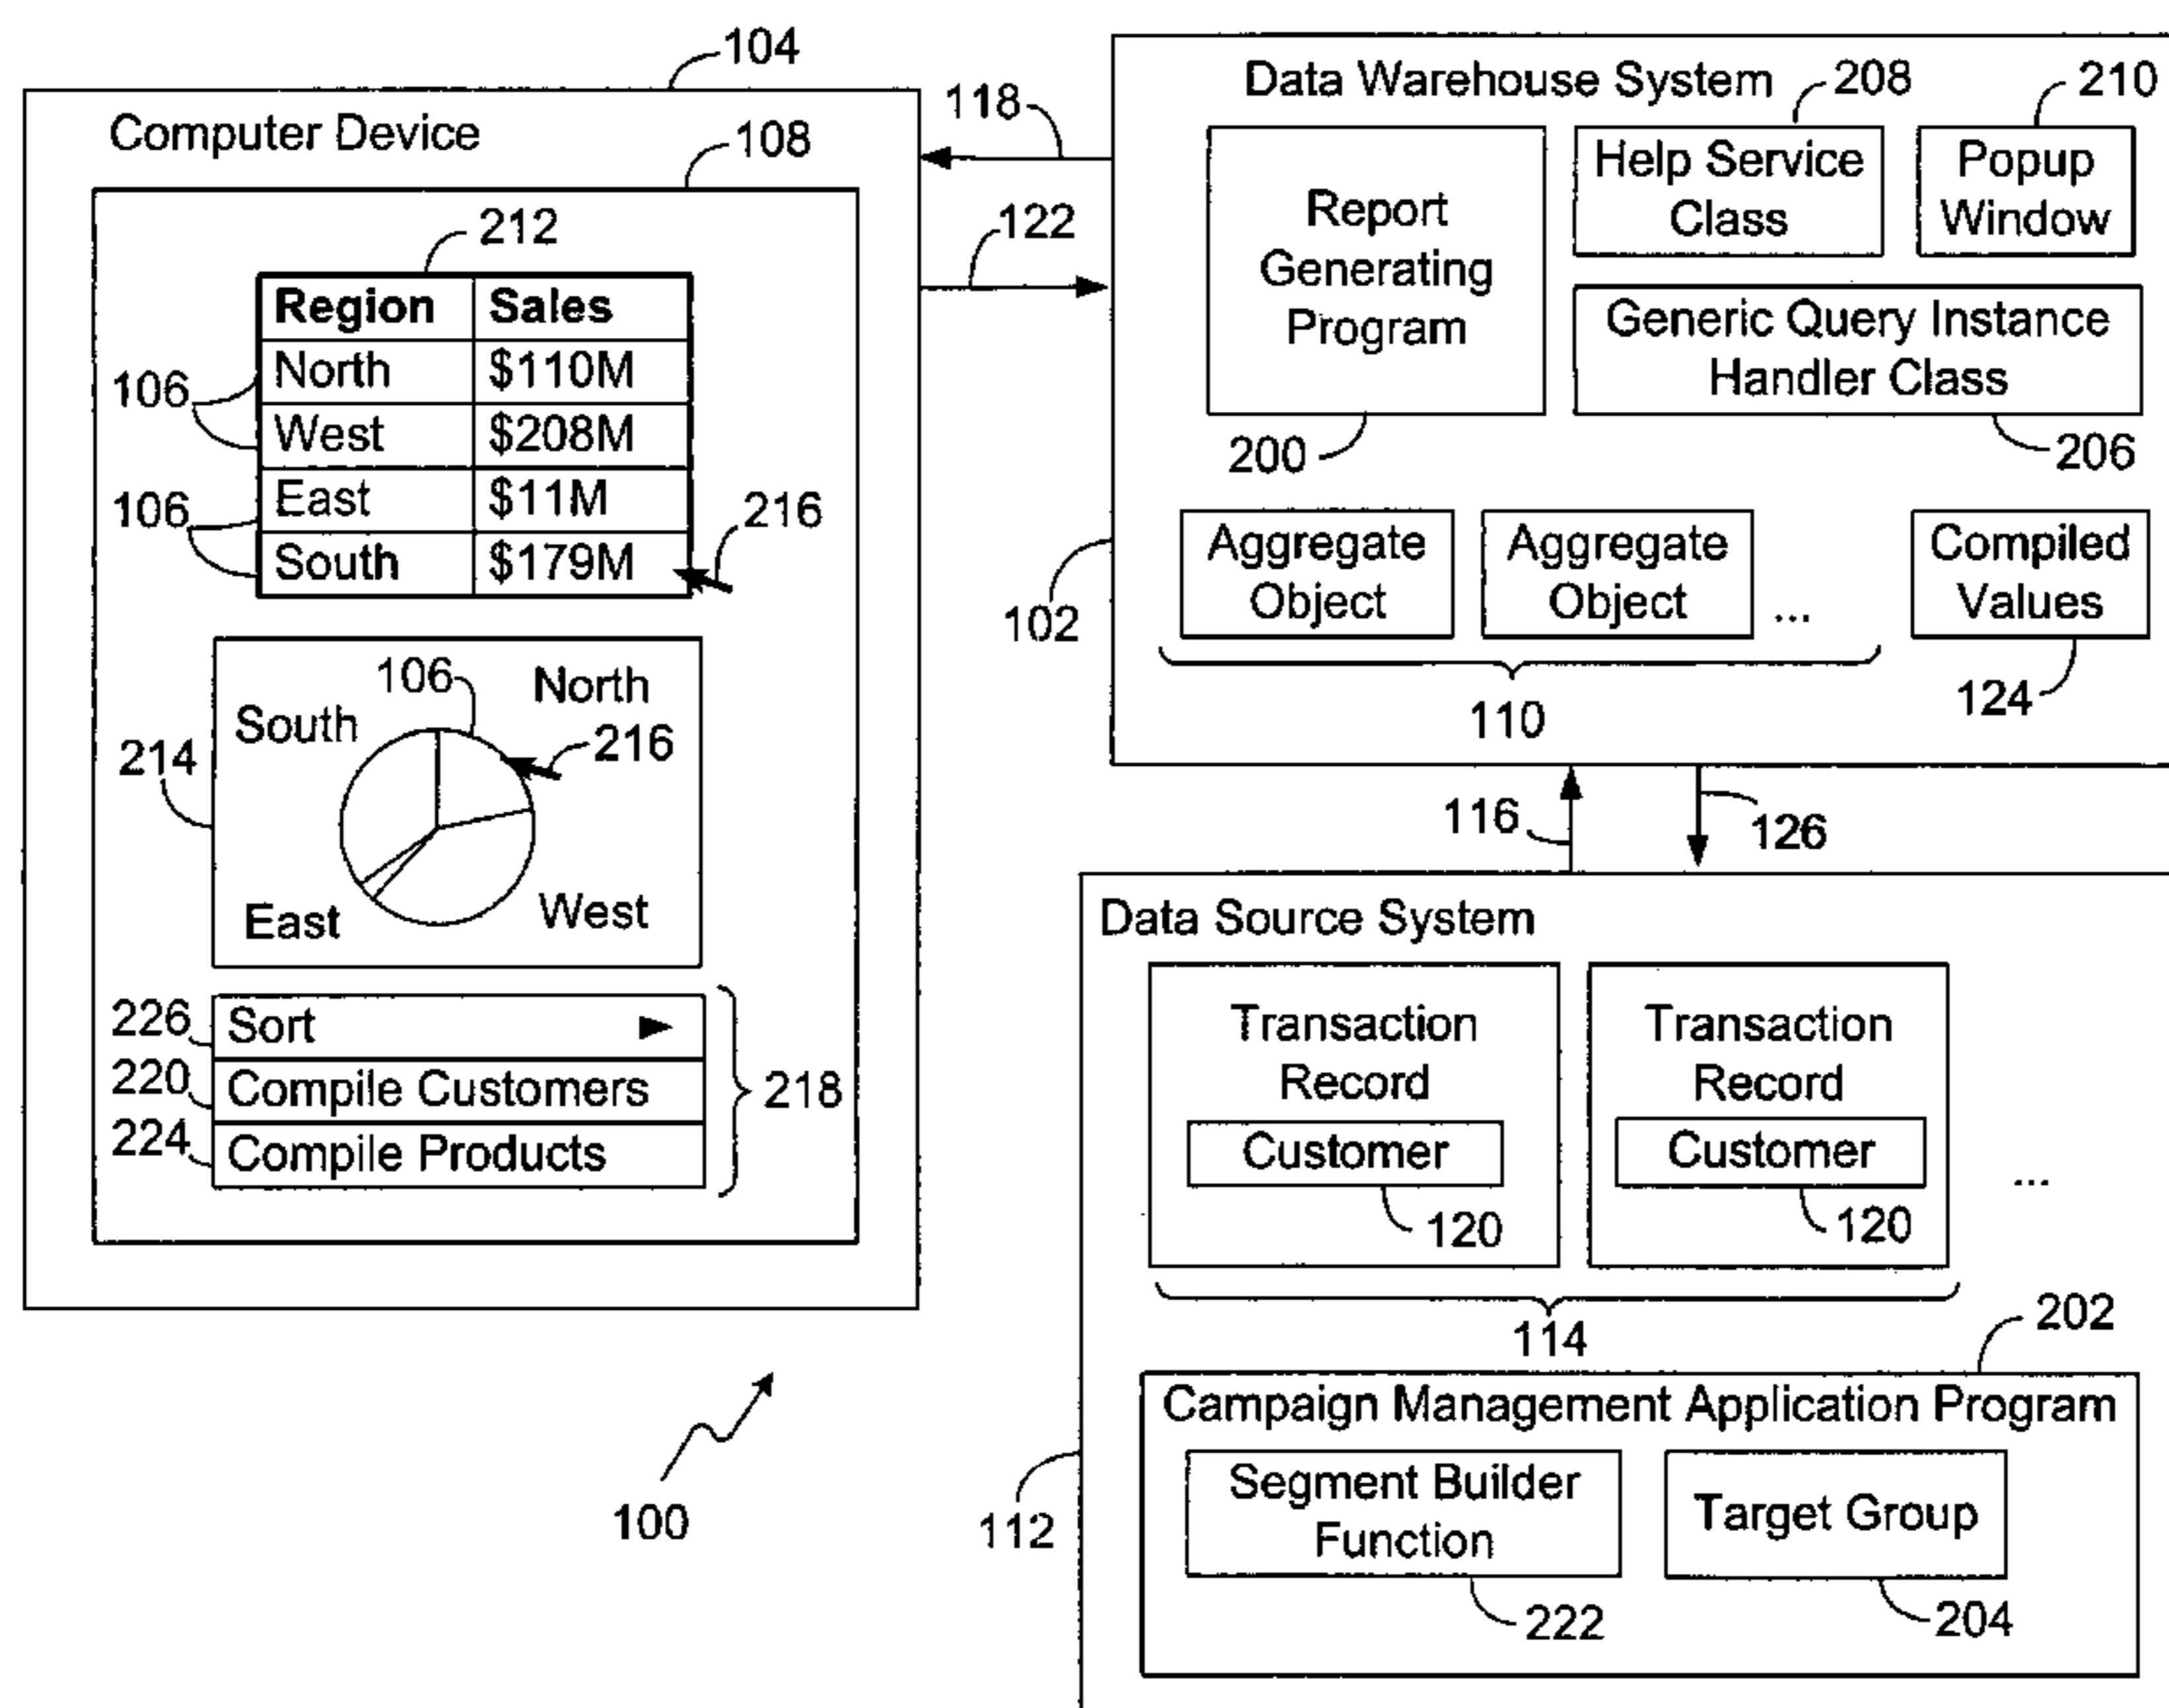 104
Computer Device
108
212
Region Sales
North $110M
West $208M
East $11M
South $179M
106
106
216
106
North
South
216
214
East
West
226
Sort
220
Compile Customers
224
Compile Products
218
100
118
122
Data Warehouse System
208
210
Report
Generating
Program
Help Service
Class
Popup
Window
Generic Query Instance
Handler Class
200
206
102
Aggregate
Object
Aggregate
Object
...
Compiled
Values
110
124
116
126
Data Source System
Transaction
Record
Customer
120
Transaction
Record
Customer
120
...
114
202
Campaign Management Application Program
112
Segment Builder
Function
Target Group
222
204